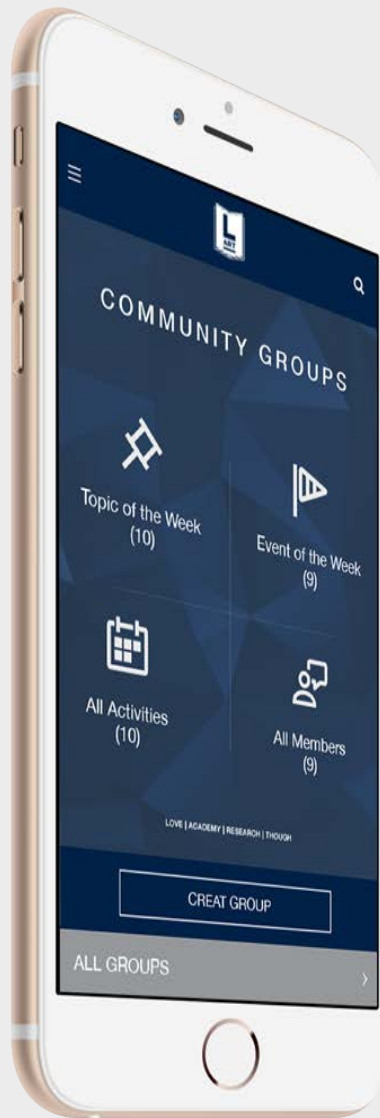 L
ART
COMMUNITY GROUPS
Topic of the Week
(10)
Event of the Week
(9)
All Activities
(10)
All Members
(9)
LOVE | ACADEMY | RESEARCH | THOUGH
CREAT GROUP
ALL GROUPS